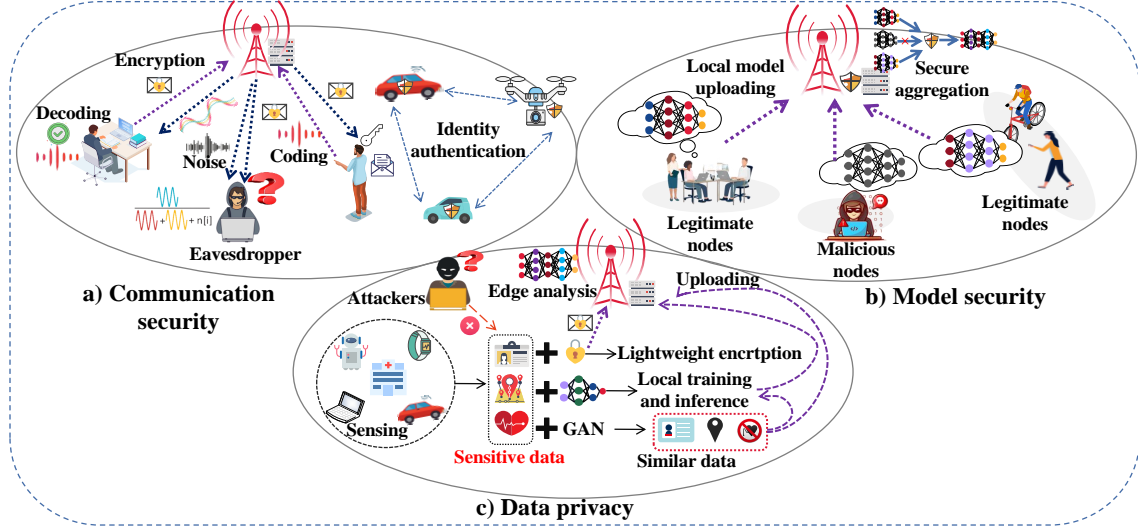 Encryption
Decoding
Noise
Coding
Identity
authentication
+ + n[i]
Eavesdropper
a) Communication
security
Local model
uploading
Secure
aggregation
Legitimate
nodes
Malicious
nodes
Legitimate
nodes
b) Model security
Attackers
Edge analysis
Uploading
Sensing
Lightweight encrtption
Local training
and inference
GAN
Sensitive data
Similar data
c) Data privacy